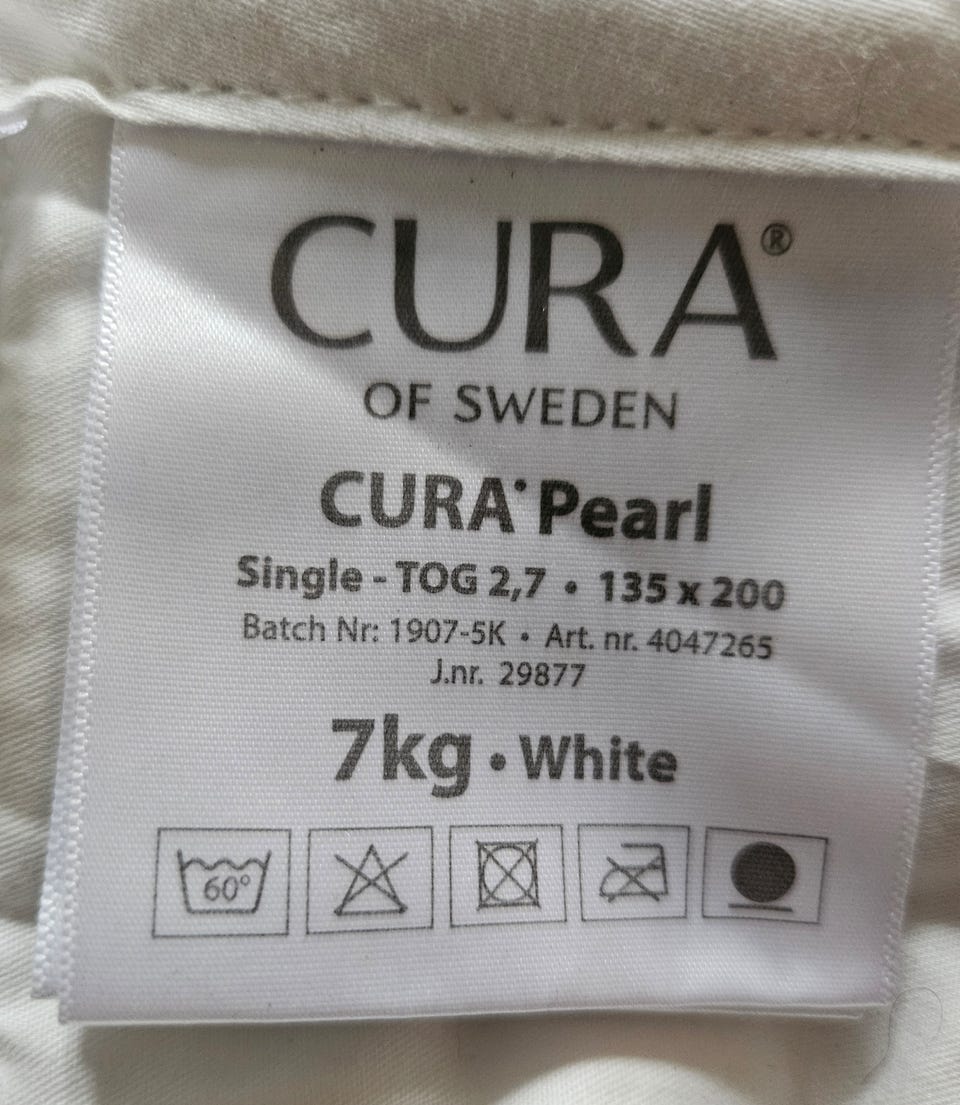 CURA®
OF SWEDEN
CURA® Pearl
Single - TOG 2,7 • 135 x 200
Batch Nr: 1907-5K • Art. nr. 4047265
J.nr. 29877
7kg • White
60°